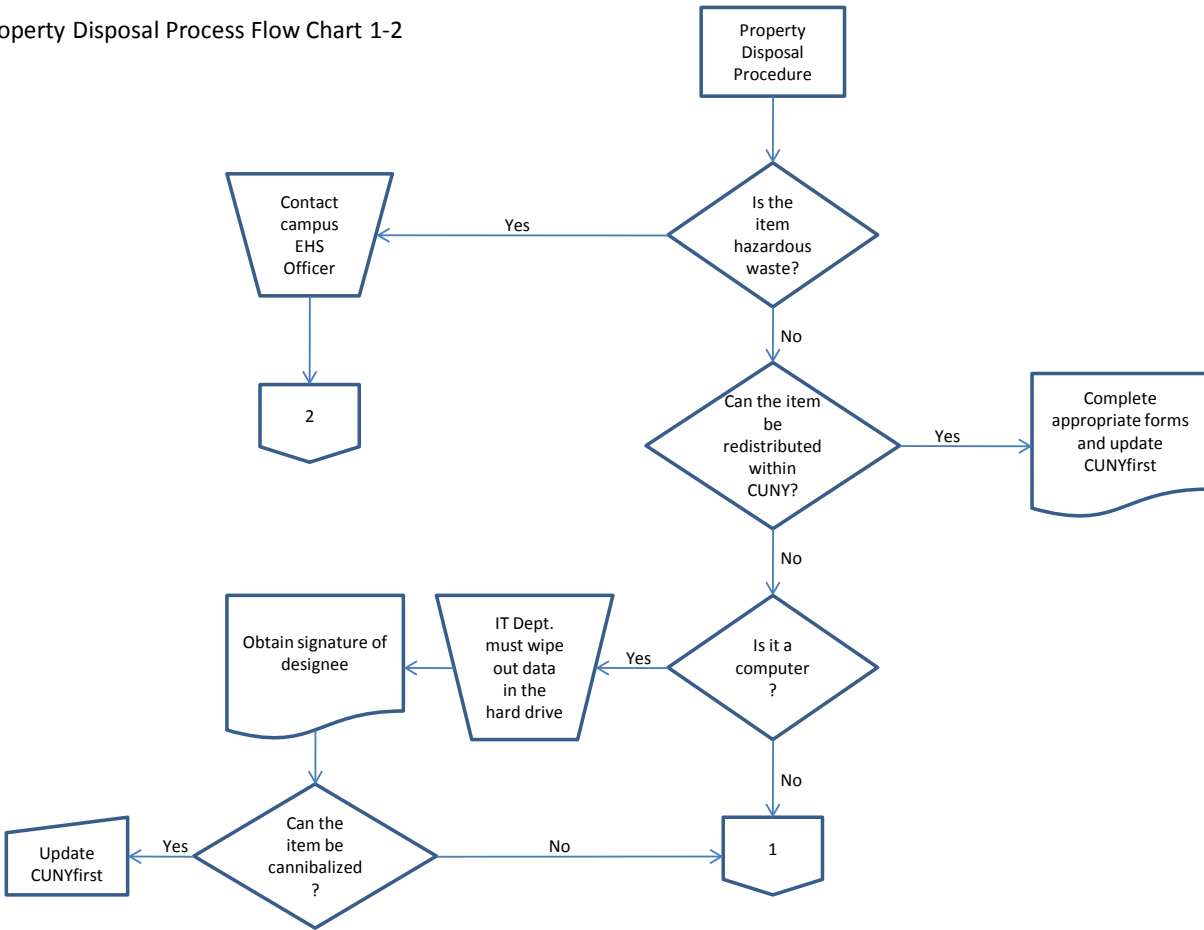 operty Disposal Process Flow Chart 1-2
Property
Disposal
Procedure
Is the
item
hazardous
waste?
Yes
Contact
campus
EHS
Officer
2
No
Can the item
be
redistributed
within
CUNY?
Yes
Complete
appropriate forms
and update
CUNYfirst
No
Is it a
computer
?
Yes
IT Dept.
must wipe
out data
in the
hard drive
Obtain signature of
designee
No
Can the
item be
cannibalized
?
Yes
Update
CUNYfirst
No
1